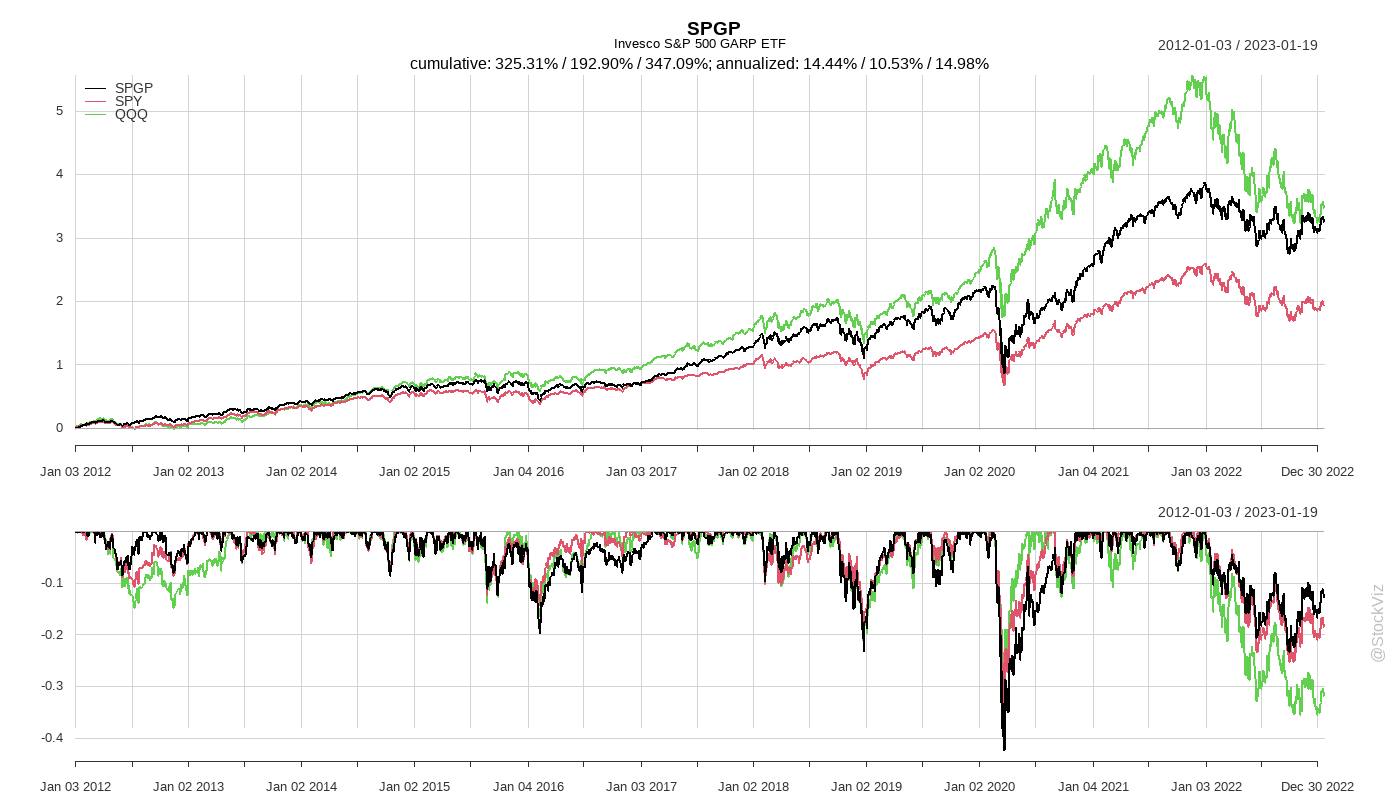 SPGP
Invesco S&P 500 GARP ETF
2012-01-03 / 2023-01-19
cumulative: 325.31% / 192.90% / 347.09%; annualized: 14.44% / 10.53% / 14.98%
SPGP
SPY
QQQ
5
4
3
2
1
0
Jan 03 2012 Jan 02 2013 Jan 02 2014 Jan 02 2015 Jan 04 2016 Jan 03 2017 Jan 02 2018 Jan 02 2019 Jan 02 2020 Jan 04 2021 Jan 03 2022 Dec 30 2022
2012-01-03 / 2023-01-19
-0.1
-0.2
-0.3
-0.4
Jan 03 2012 Jan 02 2013 Jan 02 2014 Jan 02 2015 Jan 04 2016 Jan 03 2017 Jan 02 2018 Jan 02 2019 Jan 02 2020 Jan 04 2021 Jan 03 2022 Dec 30 2022
@StockViz